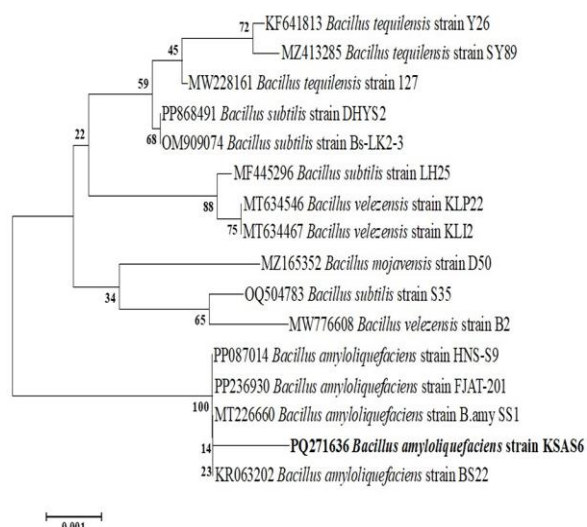 KF641813 Bacillus tequilensis strain Y26
72
MZ413285 Bacillus tequilensis strain SY89
45
MW228161 Bacillus tequilensis strain 127
59
PP868491 Bacillus subtilis strain DHYS2
68
OM909074 Bacillus subtilis strain Bs-LK2-3
22
MF445296 Bacillus subtilis strain LH25
88
MT634546 Bacillus velezensis strain KLP22
75
MT634467 Bacillus velezensis strain KLI2
MZ165352 Bacillus mojavensis strain D50
34
OQ504783 Bacillus subtilis strain S35
65
MW776608 Bacillus velezensis strain B2
PP087014 Bacillus amyloliquefaciens strain HNS-S9
PP236930 Bacillus amyloliquefaciens strain FJAT-201
100
MT226660 Bacillus amyloliquefaciens strain B.amy SS1
14
PQ271636 Bacillus amyloliquefaciens strain KSAS6
23
KR063202 Bacillus amyloliquefaciens strain BS22
0.001